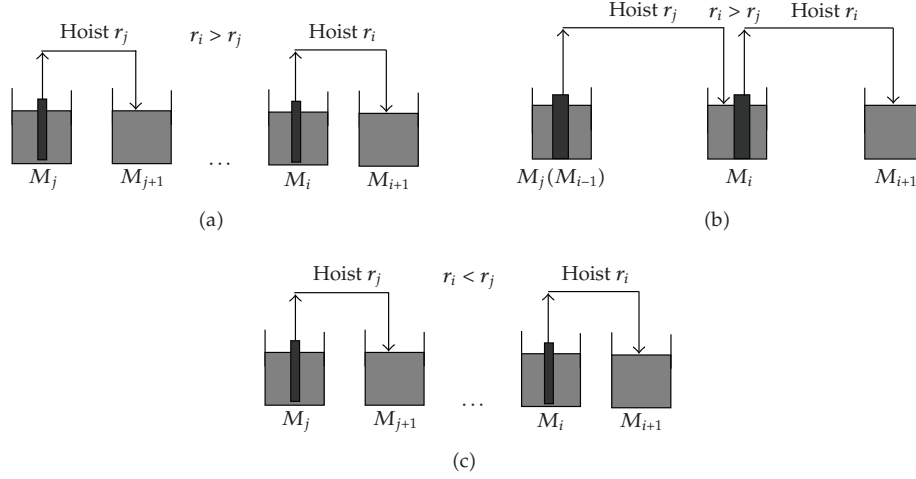 Hoist r_j r_i > r_j Hoist r_i
M_j M_{j+1} ... M_i M_{i+1}
(a)
Hoist r_j r_i > r_j Hoist r_i
M_j(M_{i−1}) M_i M_{i+1}
(b)
Hoist r_j r_i < r_j Hoist r_i
M_j M_{j+1} ... M_i M_{i+1}
(c)